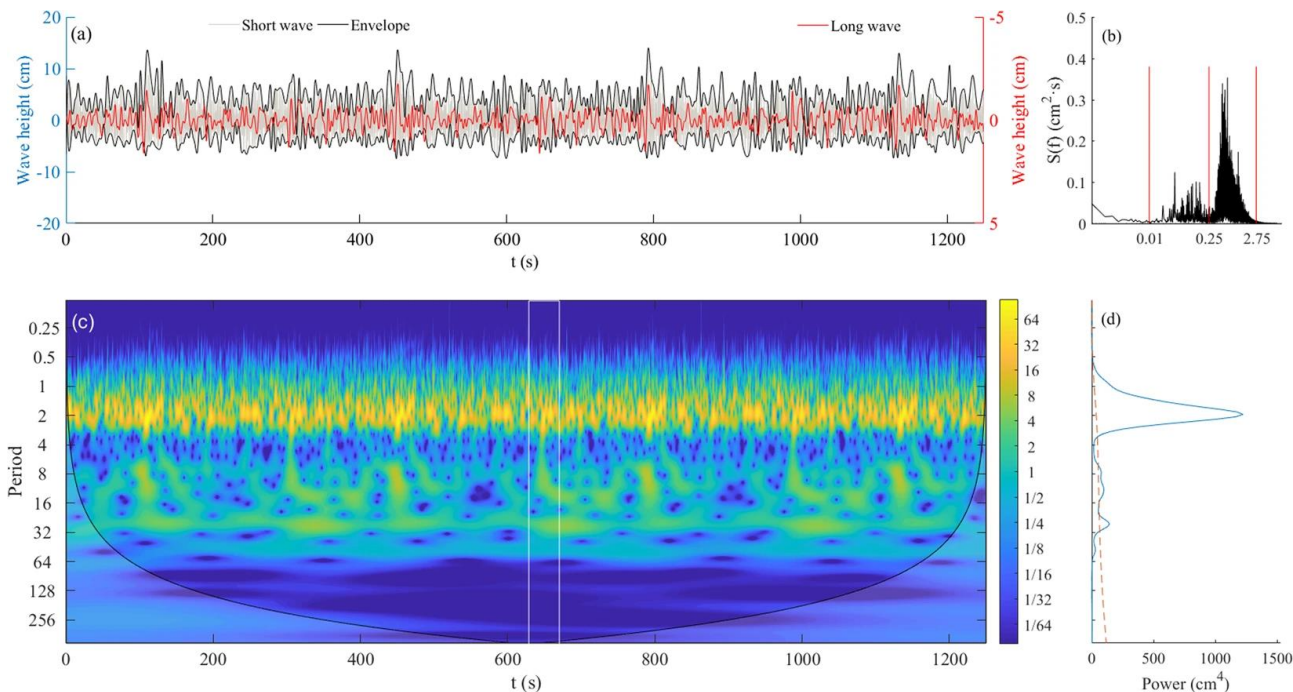 (a)
Short wave
Envelope
Long wave
Wave height (cm)
20
10
0
-10
-20
-5
0
5
Wave height (cm)
0 200 400 600 800 1000 1200
t (s)
(b)
S(f) (cm²·s)
0.5
0.4
0.3
0.2
0.1
0
0.01 0.25 2.75
(c)
Period
0.25
0.5
1
2
4
8
16
32
64
128
256
0 200 400 600 800 1000 1200
t (s)
64
32
16
8
4
2
1
1/2
1/4
1/8
1/16
1/32
1/64
(d)
0 500 1000 1500
Power (cm⁴)